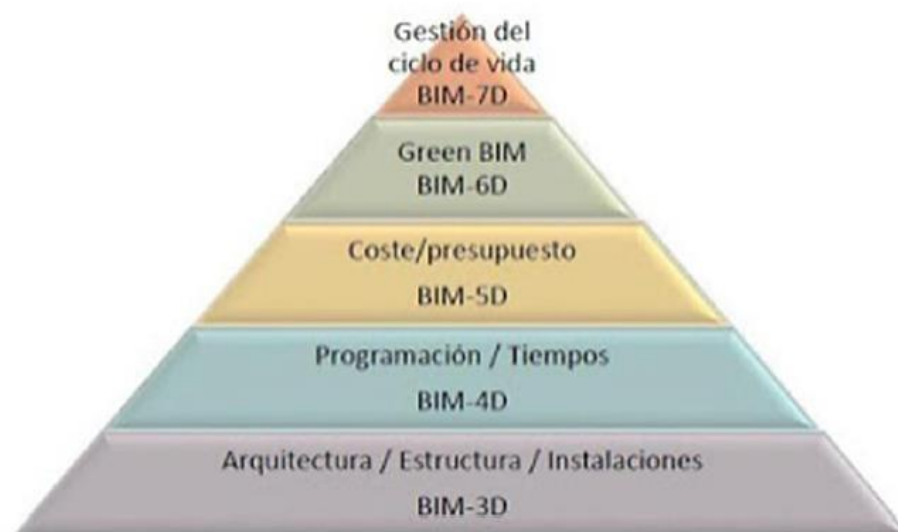 Gestión del
ciclo de vida
BIM-7D
Green BIM
BIM-6D
Coste/presupuesto
BIM-5D
Programación / Tiempos
BIM-4D
Arquitectura / Estructura / Instalaciones
BIM-3D